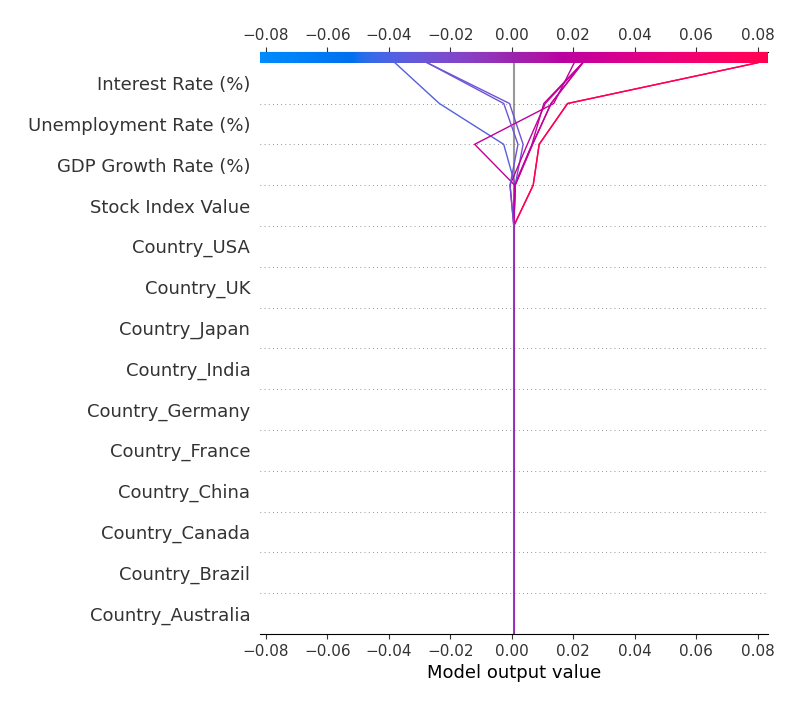 −0.08 −0.06 −0.04 −0.02 0.00 0.02 0.04 0.06 0.08
Interest Rate (%)
Unemployment Rate (%)
GDP Growth Rate (%)
Stock Index Value
Country_USA
Country_UK
Country_Japan
Country_India
Country_Germany
Country_France
Country_China
Country_Canada
Country_Brazil
Country_Australia
−0.08 −0.06 −0.04 −0.02 0.00 0.02 0.04 0.06 0.08
Model output value